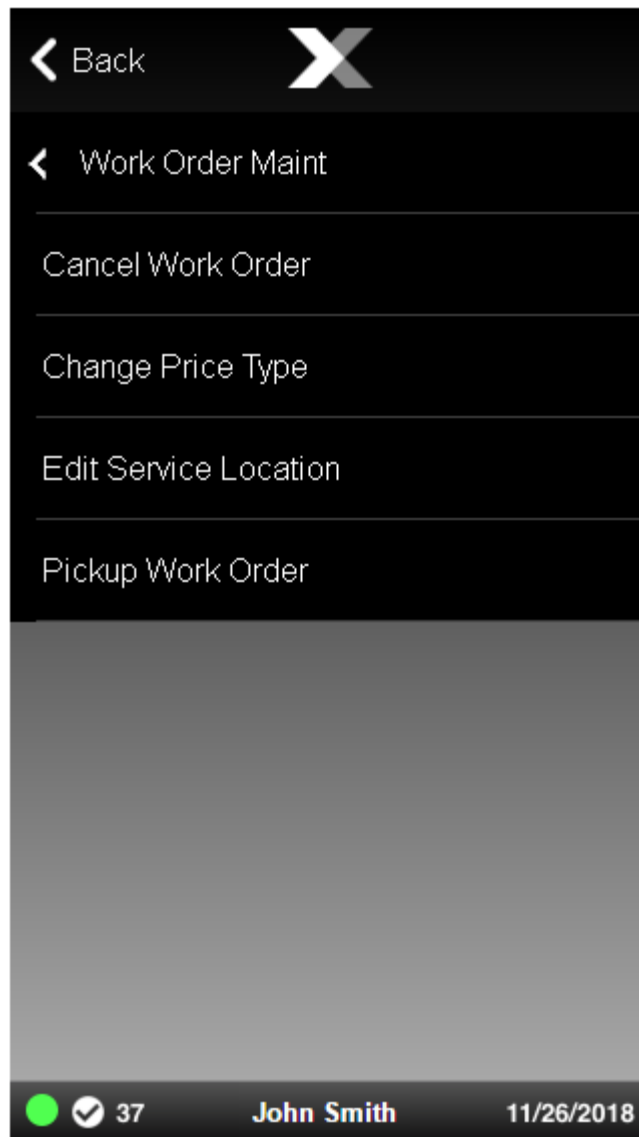 Back
Work Order Maint
Cancel Work Order
Change Price Type
Edit Service Location
Pickup Work Order
37 John Smith 11/26/2018